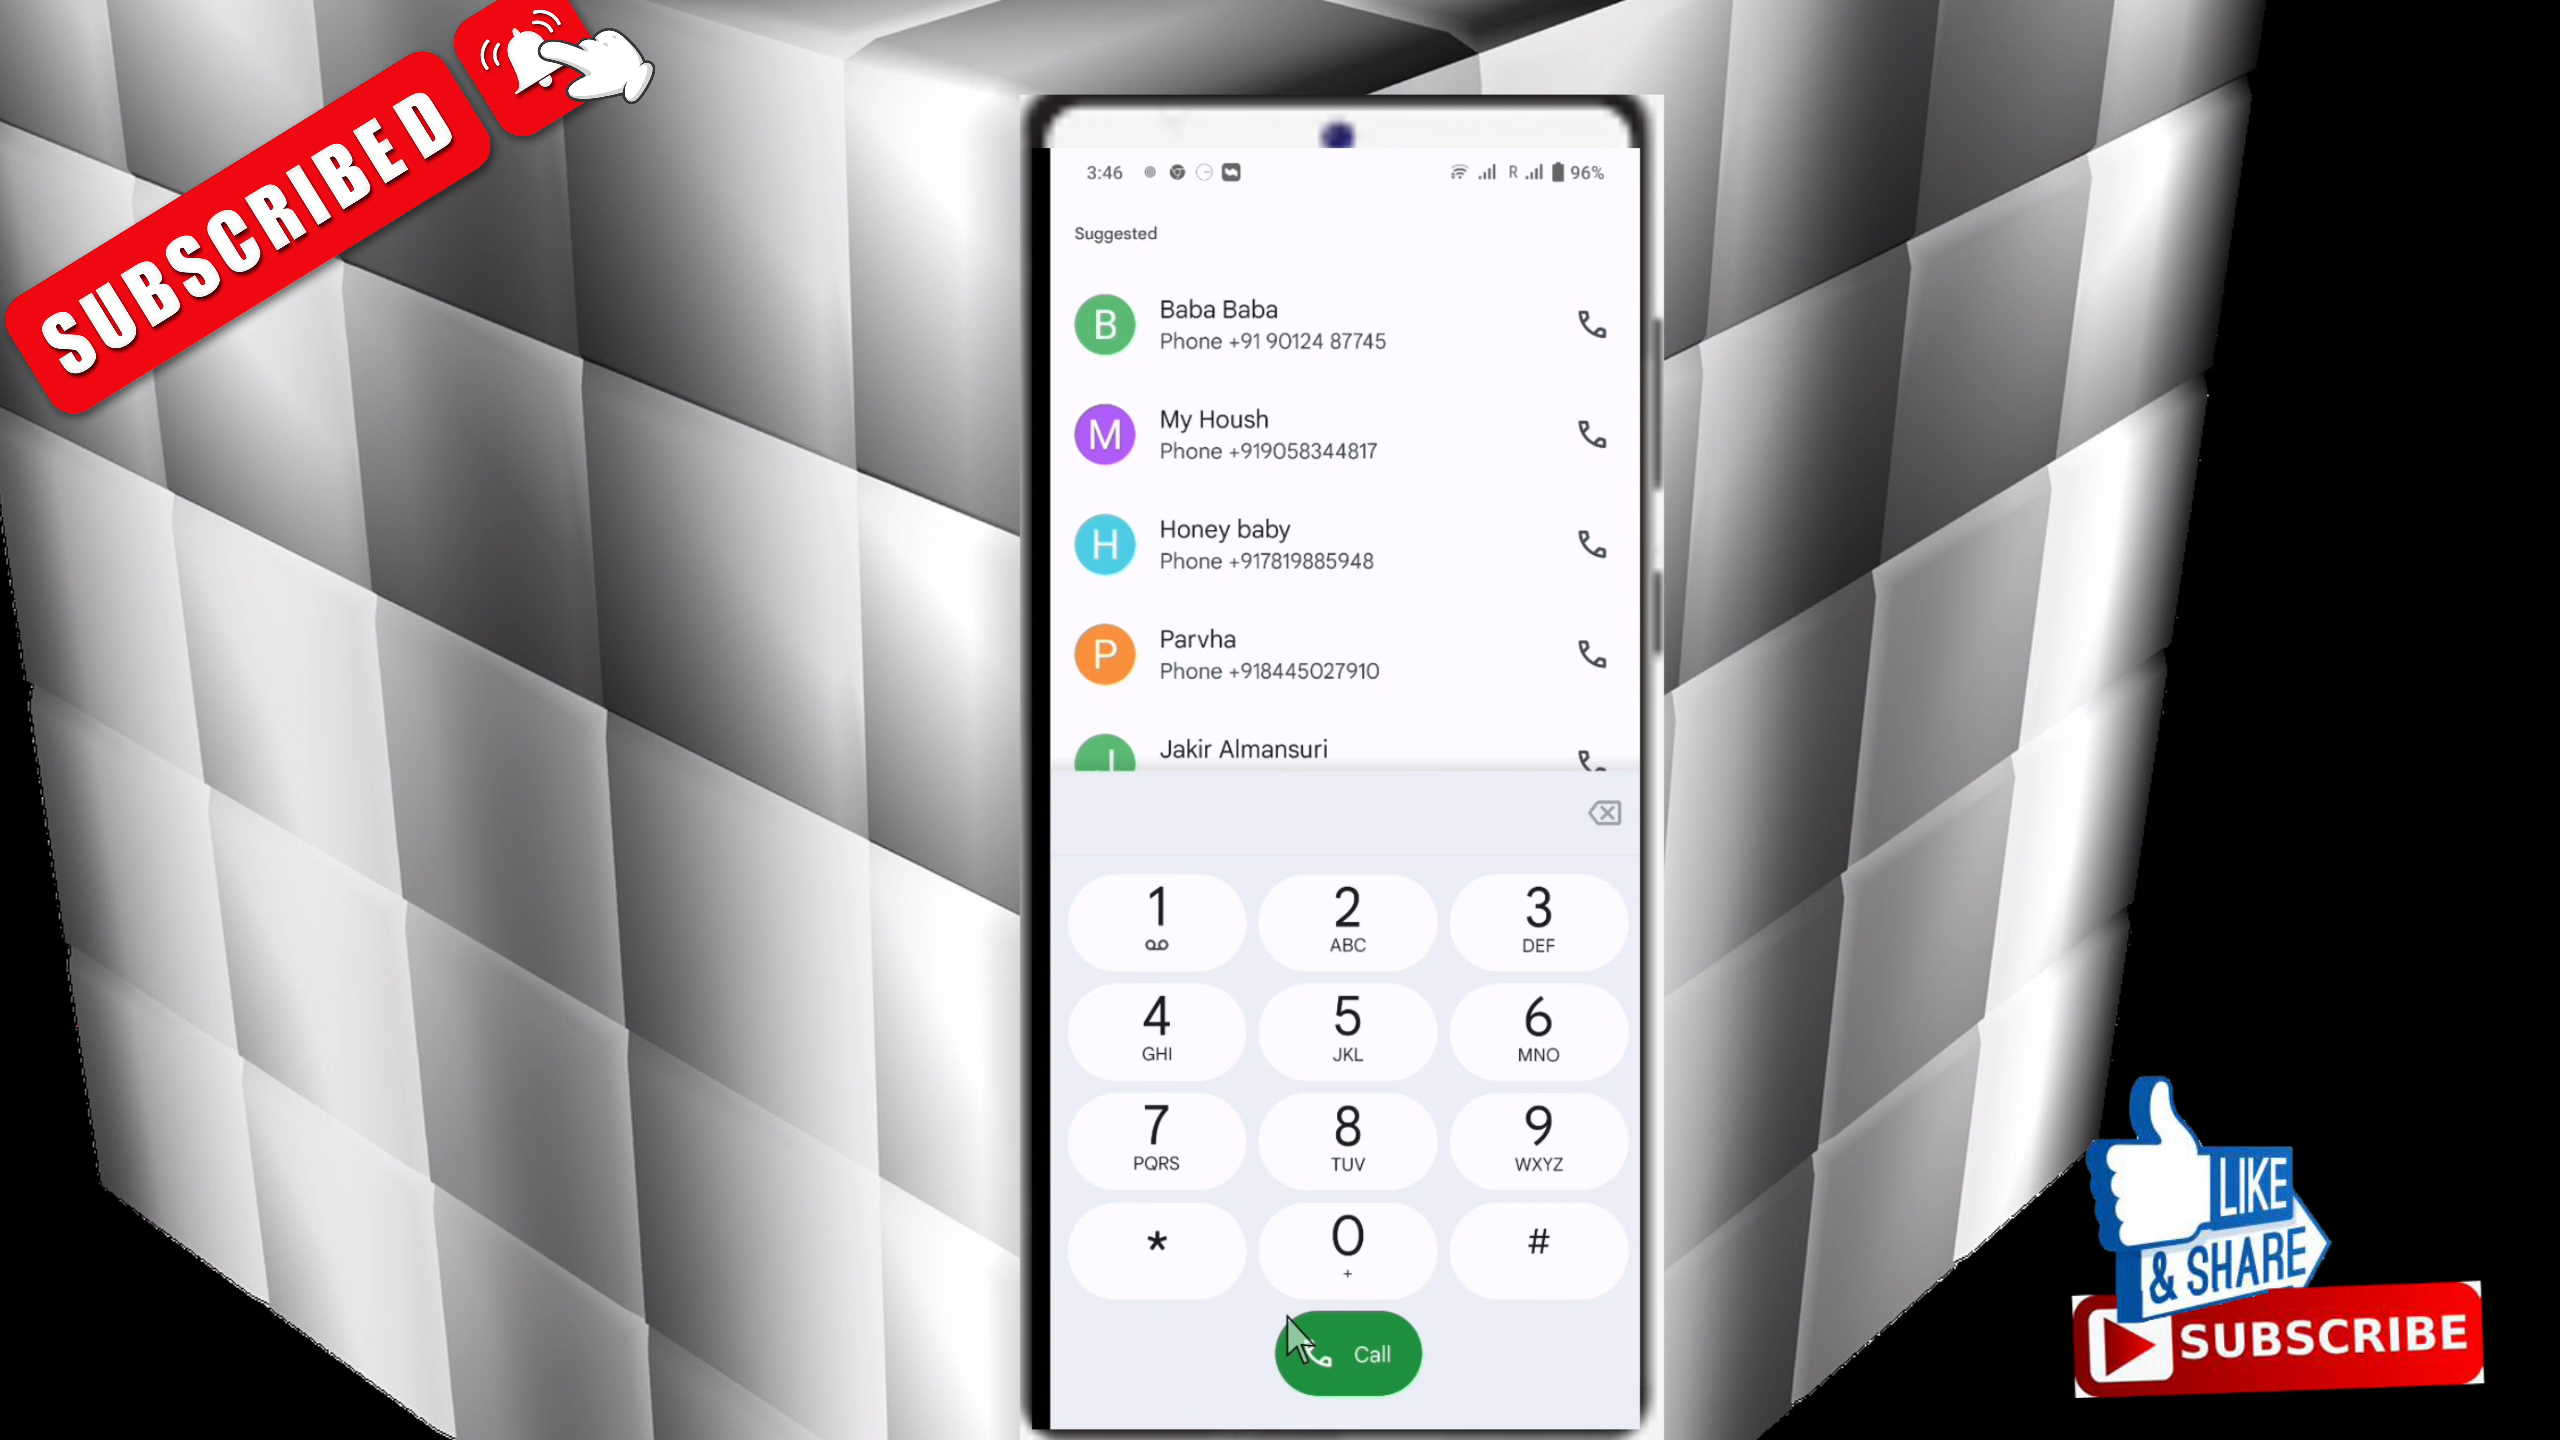 SUBSCRIBED
3:46
R
96%
Suggested
B
Baba Baba
Phone +91 90124 87745
M
My Housh
Phone +919058344817
H
Honey baby
Phone +917819885948
P
Parvha
Phone +918445027910
J
Jakir Almansuri
1
2
ABC
3
DEF
4
GHI
5
JKL
6
MNO
7
PQRS
8
TUV
9
WXYZ
*
0
+
#
Call
LIKE
& SHARE
SUBSCRIBE